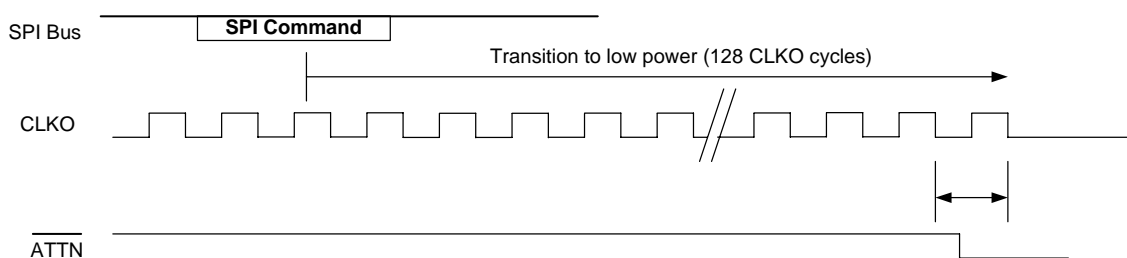 SPI Bus
SPI Command
Transition to low power (128 CLKO cycles)
CLKO
ATTN